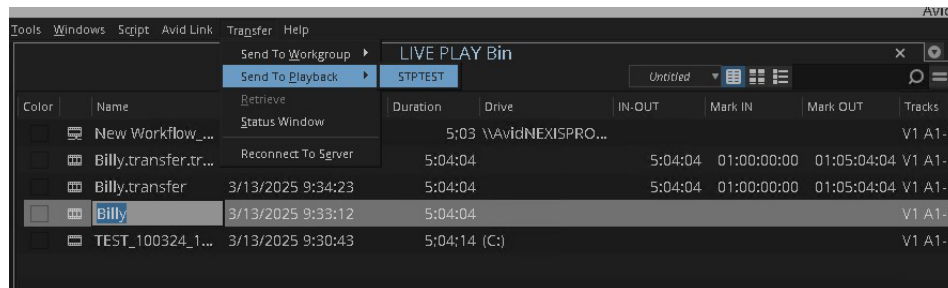 Avid
Tools Windows Script Avid Link Transfer Help
Send To Workgroup
LIVE PLAY Bin
Send To Playback
STPTEST
Untitled
Retrieve
Status Window
Reconnect To Server
Color Name Duration Drive IN-OUT Mark IN Mark OUT Tracks
New Workflow_... 5;03 \\AvidNEXISPRO... V1 A1-
Billy.transfer.tr... 5:04:04 5:04:04 01:00:00:00 01:05:04:04 V1 A1-
Billy.transfer 3/13/2025 9:34:23 5:04:04 5:04:04 01:00:00:00 01:05:04:04 V1 A1-
Billy 3/13/2025 9:33:12 5:04:04 V1 A1-
TEST_100324_1... 3/13/2025 9:30:43 5;04;14 (C:) V1 A1-